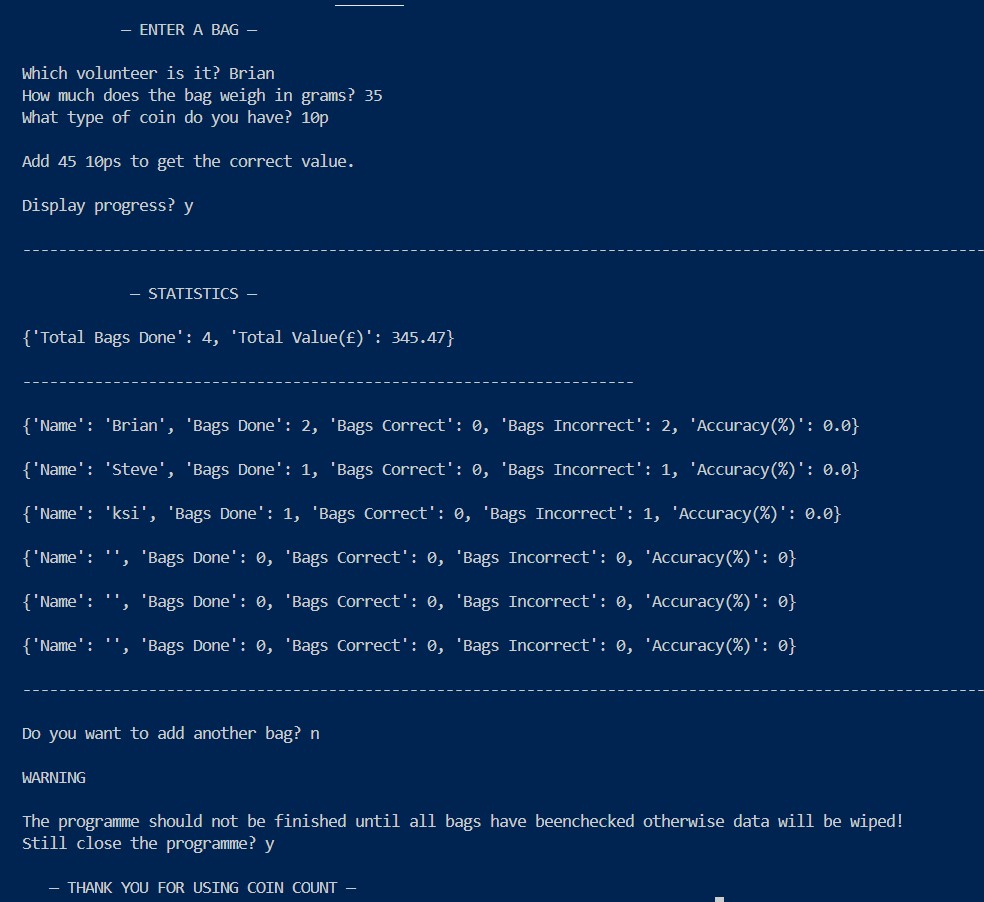 — ENTER A BAG —
Which volunteer is it? Brian
How much does the bag weigh in grams? 35
What type of coin do you have? 10p
Add 45 10ps to get the correct value.
Display progress? y
------------------------------------------------------------------------------------------------------------
— STATISTICS —
{'Total Bags Done': 4, 'Total Value(£)': 345.47}
--------------------------------------------------------------------
{'Name': 'Brian', 'Bags Done': 2, 'Bags Correct': 0, 'Bags Incorrect': 2, 'Accuracy(%)': 0.0}
{'Name': 'Steve', 'Bags Done': 1, 'Bags Correct': 0, 'Bags Incorrect': 1, 'Accuracy(%)': 0.0}
{'Name': 'ksi', 'Bags Done': 1, 'Bags Correct': 0, 'Bags Incorrect': 1, 'Accuracy(%)': 0.0}
{'Name': '', 'Bags Done': 0, 'Bags Correct': 0, 'Bags Incorrect': 0, 'Accuracy(%)': 0}
{'Name': '', 'Bags Done': 0, 'Bags Correct': 0, 'Bags Incorrect': 0, 'Accuracy(%)': 0}
{'Name': '', 'Bags Done': 0, 'Bags Correct': 0, 'Bags Incorrect': 0, 'Accuracy(%)': 0}
------------------------------------------------------------------------------------------------------------
Do you want to add another bag? n
WARNING
The programme should not be finished until all bags have beenchecked otherwise data will be wiped!
Still close the programme? y
— THANK YOU FOR USING COIN COUNT —